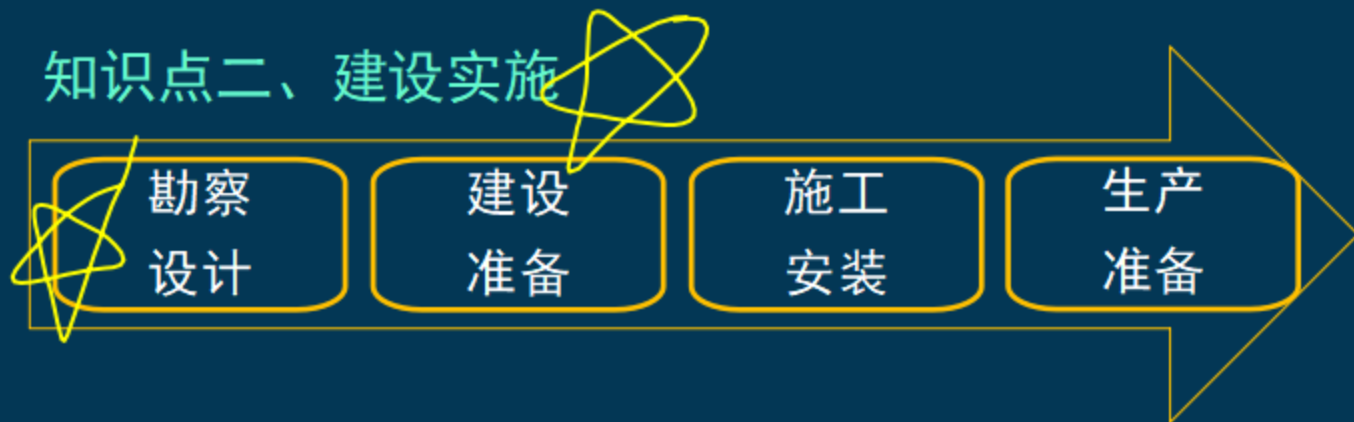 知识点二、建设实施
勘察
设计
建设
准备
施工
安装
生产
准备